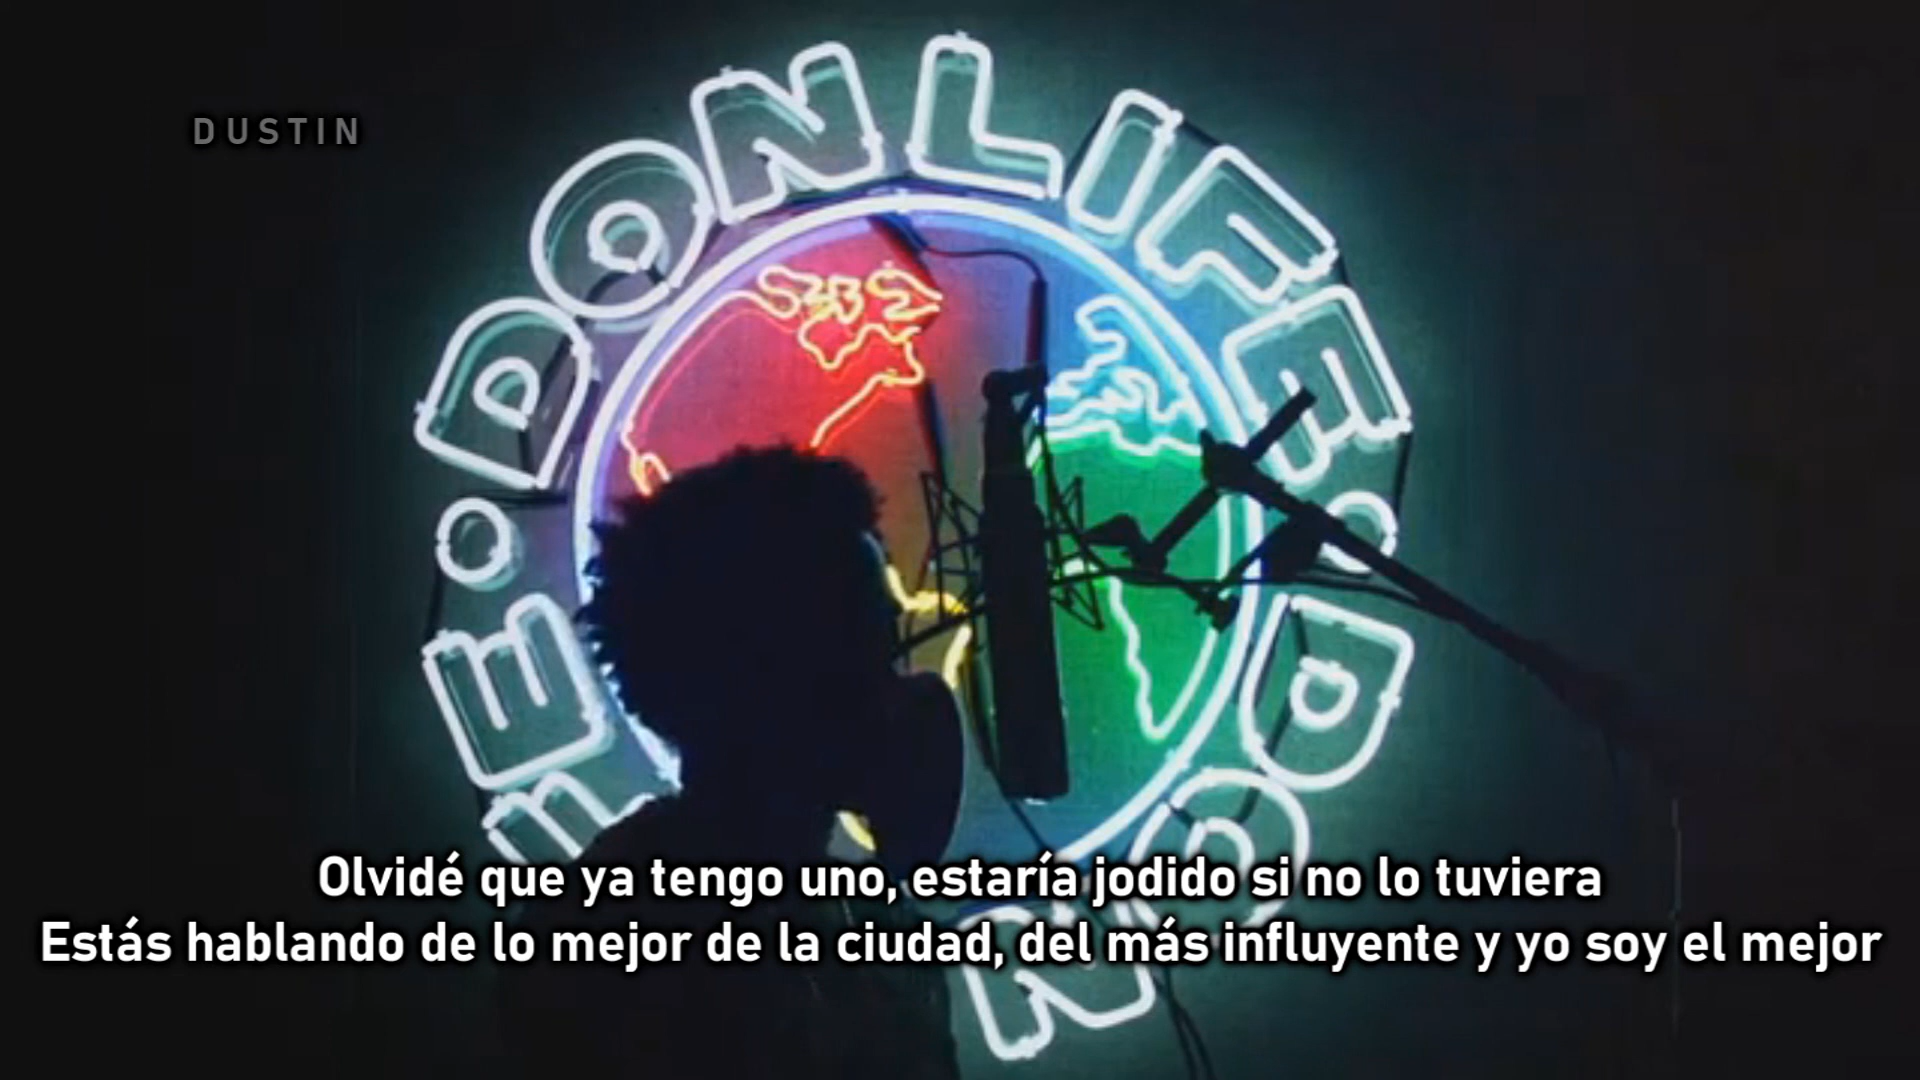 DUSTIN
DONLIFE • DON
Olvidé que ya tengo uno, estaría jodido si no lo tuviera
Estás hablando de lo mejor de la ciudad, del más influyente y yo soy el mejor